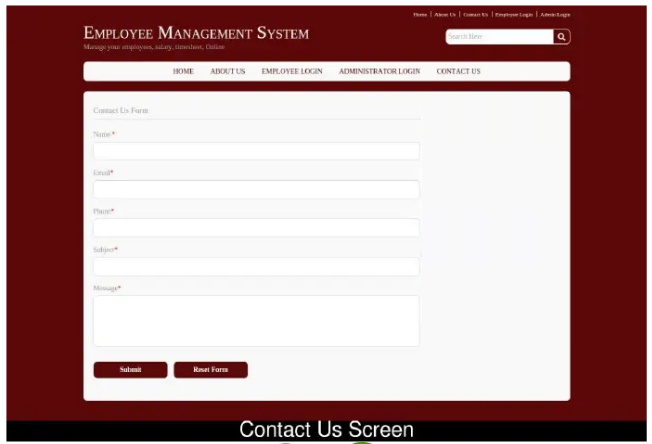 Home | About Us | Contact Us | Employee Login | Admin Login
EMPLOYEE MANAGEMENT SYSTEM
Manage your employees, salary, timesheet, Online
Search Here
HOME ABOUT US EMPLOYEE LOGIN ADMINISTRATOR LOGIN CONTACT US
Contact Us Form
Name*
Email*
Phone*
Subject*
Message*
Submit Reset Form
Contact Us Screen